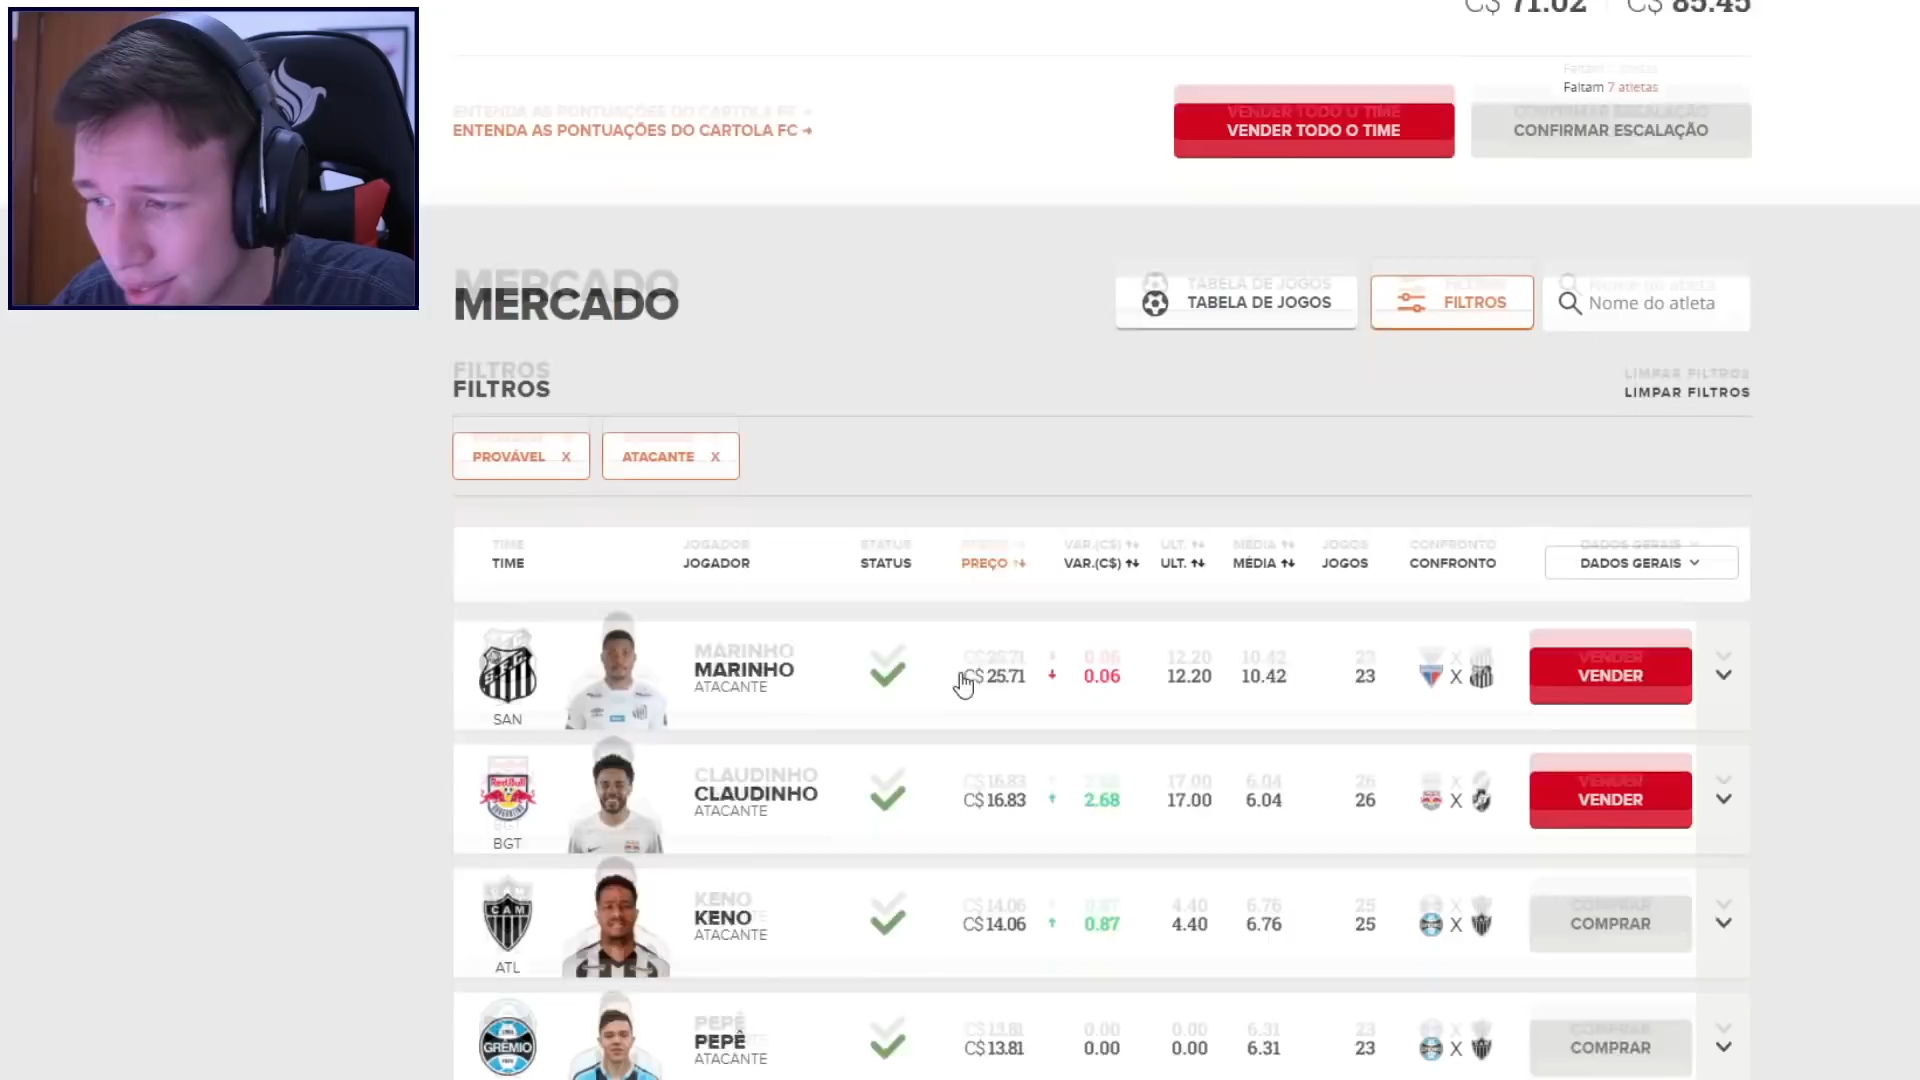 C$ 71.02 C$ 85.45
Faltam 7 atletas
ENTENDA AS PONTUAÇÕES DO CARTOLA FC
VENDER TODO O TIME
CONFIRMAR ESCALAÇÃO
MERCADO
TABELA DE JOGOS
FILTROS
Nome do atleta
FILTROS
LIMPAR FILTROS
PROVÁVEL X
ATACANTE X
TIME JOGADOR STATUS PREÇO VAR.(C$) ULT. MÉDIA JOGOS CONFRONTO DADOS GERAIS
SAN
MARINHO
ATACANTE
C$ 25.71 0.06 12.20 10.42 23 X VENDER
Red Bull
BGT
CLAUDINHO
ATACANTE
C$ 16.83 2.68 17.00 6.04 26 X VENDER
CAM
ATL
KENO
ATACANTE
C$ 14.06 0.87 4.40 6.76 25 X COMPRAR
GRÊMIO
PEPÊ
ATACANTE
C$ 13.81 0.00 0.00 6.31 23 X COMPRAR